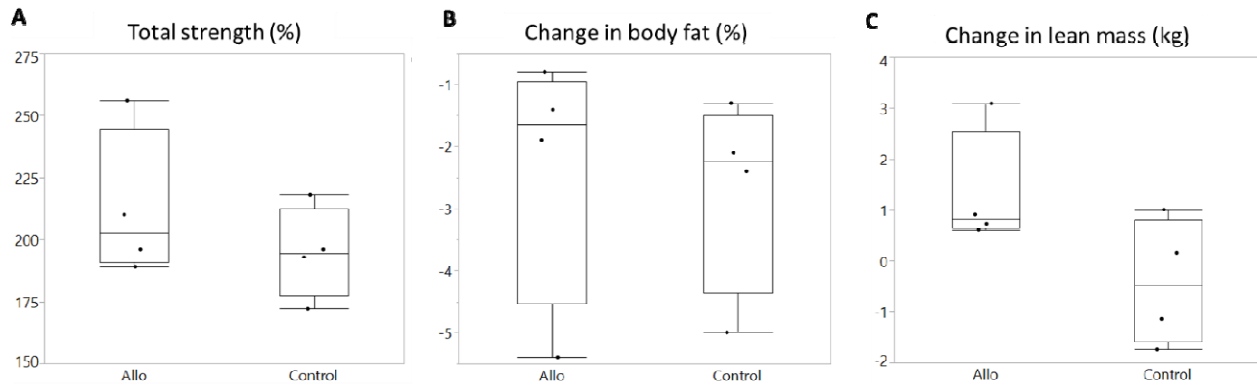 A
Total strength (%)
275
250
225
200
175
150
Allo
Control
B
Change in body fat (%)
-1
-2
-3
-4
-5
Allo
Control
C
Change in lean mass (kg)
4
3
2
1
0
-1
-2
Allo
Control